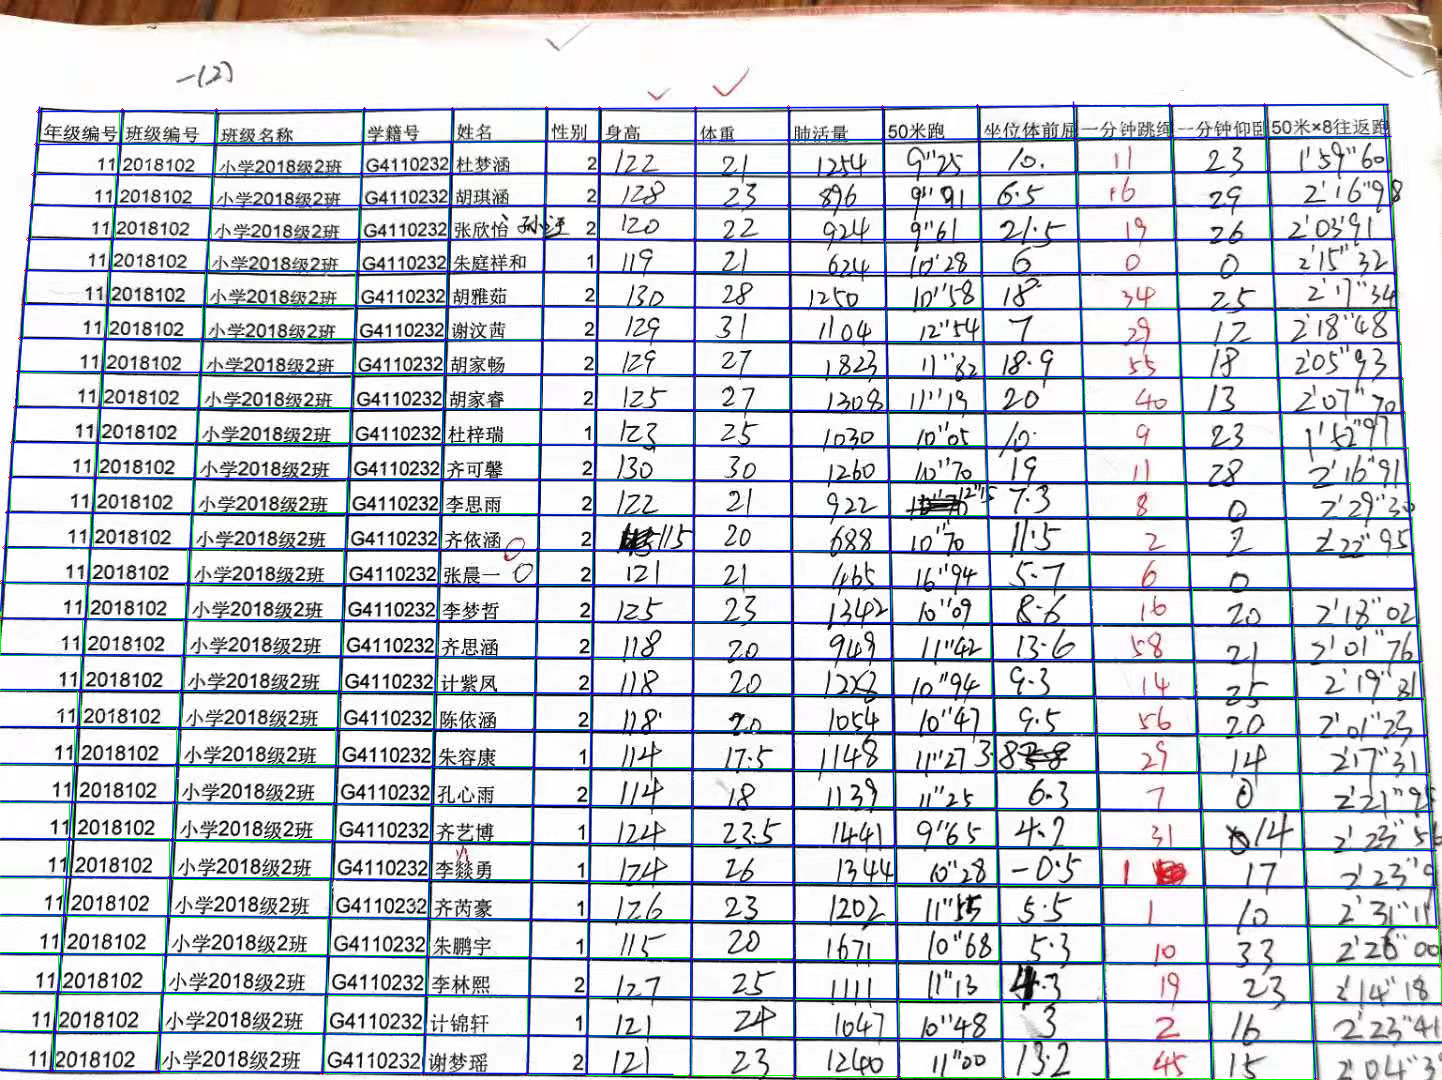 一(2)
年级编号 班级编号 班级名称 学籍号 姓名 性别 身高 体重 肺活量 50米跑 坐位体前屈 一分钟跳绳 一分钟仰卧 50米×8往返跑
11 2018102 小学2018级2班 G4110232 杜梦涵 2 122 21 1254 9"25 10. 11 23 1'59"60
11 2018102 小学2018级2班 G4110232 胡琪涵 2 128 23 896 9"91 6.5 16 29 2'16"98
11 2018102 小学2018级2班 G4110232 张欣怡 2 120 22 924 9"61 21.5 19 26 2'03'91
11 2018102 小学2018级2班 G4110232 朱庭祥和 1 119 21 624 10'28 6 0 0 2'15"32
11 2018102 小学2018级2班 G4110232 胡雅茹 2 130 28 1250 10"58 18 34 25 2'17"34
11 2018102 小学2018级2班 G4110232 谢汶茜 2 129 31 1104 12"54 7 29 12 2'18"48
11 2018102 小学2018级2班 G4110232 胡家畅 2 129 27 1823 11"82 18.9 55 18 2'05"93
11 2018102 小学2018级2班 G4110232 胡家睿 2 125 27 1308 11"19 20 40 13 2'07"70
11 2018102 小学2018级2班 G4110232 杜梓瑞 1 123 25 1030 10"05 10. 9 23 1'52"97
11 2018102 小学2018级2班 G4110232 齐可馨 2 130 30 1260 10"70 19 11 28 2'16"91
11 2018102 小学2018级2班 G4110232 李思雨 2 122 21 922 12"15 7.3 8 0 2'29"30
11 2018102 小学2018级2班 G4110232 齐依涵 2 115 20 688 10"70 11.5 2 2 2'22"95
11 2018102 小学2018级2班 G4110232 张晨一 2 121 21 465 16"94 5.7 6 0
11 2018102 小学2018级2班 G4110232 李梦哲 2 125 23 1342 10"09 8.6 16 20 2'18"02
11 2018102 小学2018级2班 G4110232 齐思涵 2 118 20 949 11"42 13.6 58 21 2'01"76
11 2018102 小学2018级2班 G4110232 计紫凤 2 118 20 10"94 9.3 14 25 2'19"31
11 2018102 小学2018级2班 G4110232 陈依涵 2 118 20 1054 10"47 9.5 56 20 2'01"23
11 2018102 小学2018级2班 G4110232 朱容康 1 114 17.5 1148 11"27 3.8 29 14 2'17"31
11 2018102 小学2018级2班 G4110232 孔心雨 2 114 18 1139 11"25 6.3 7 0 2'21"95
11 2018102 小学2018级2班 G4110232 齐艺博 1 124 23.5 1441 9"65 4.2 31 14 2'23"54
11 2018102 小学2018级2班 G4110232 李燚勇 1 124 26 1344 10"28 -0.5 1 17 2'23"9
11 2018102 小学2018级2班 G4110232 齐芮豪 1 126 23 1202 11"55 5.5 1 10 2'31"11
11 2018102 小学2018级2班 G4110232 朱鹏宇 1 115 20 1671 10"68 5.3 10 33 2'26"00
11 2018102 小学2018级2班 G4110232 李林熙 2 127 25 1111 11"13 4.3 19 23 2'14"18
11 2018102 小学2018级2班 G4110232 计锦轩 1 121 24 1047 10"48 3 2 16 2'23"41
11 2018102 小学2018级2班 G4110232 谢梦瑶 2 121 23 1240 11"00 13.2 45 15 2'04"3